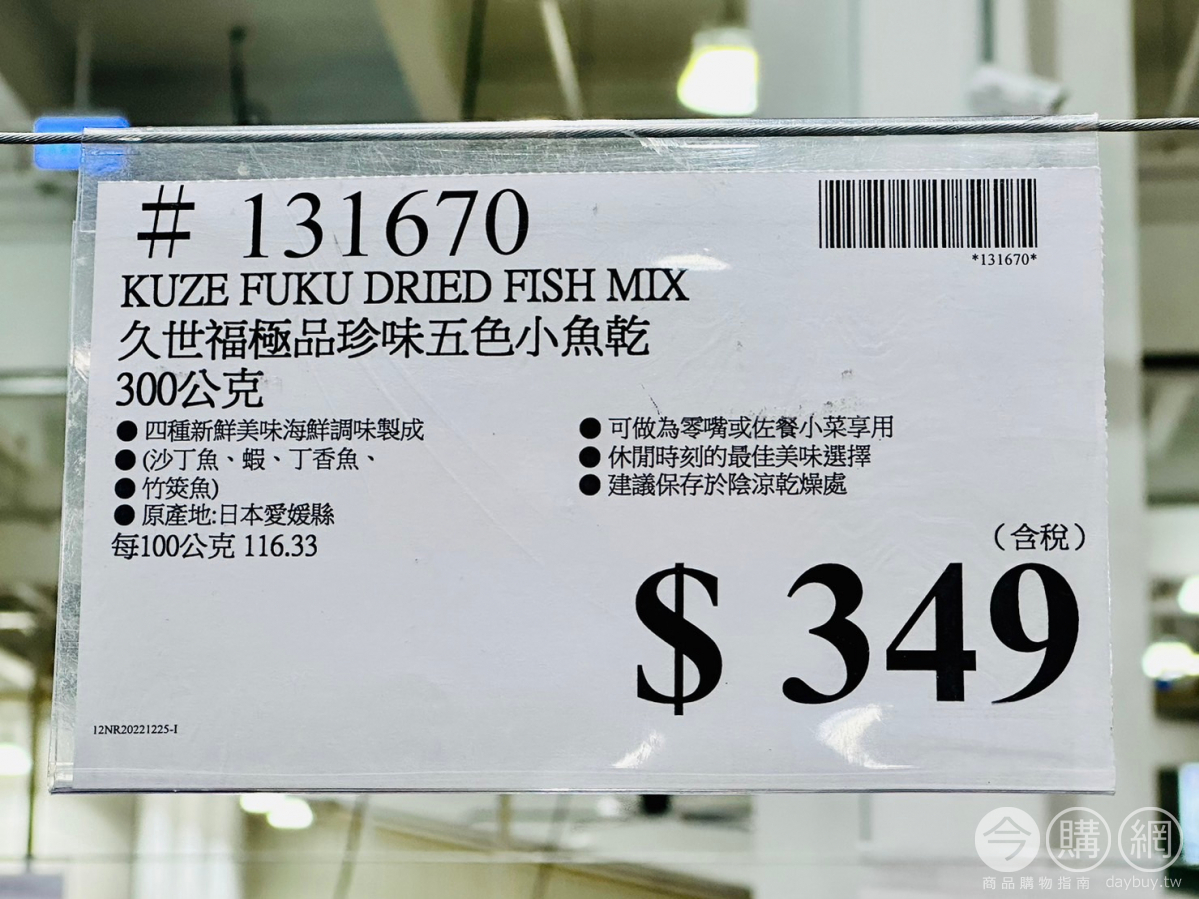 # 131670
*131670*
KUZE FUKU DRIED FISH MIX
久世福極品珍味五色小魚乾
300公克
● 四種新鮮美味海鮮調味製成
● (沙丁魚、蝦、丁香魚、
● 竹筴魚)
● 原產地:日本愛媛縣
每100公克 116.33
● 可做為零嘴或佐餐小菜享用
● 休閒時刻的最佳美味選擇
● 建議保存於陰涼乾燥處
(含稅)
$ 349
12NR20221225-I
今購網
商品購物指南 daybuy.tw